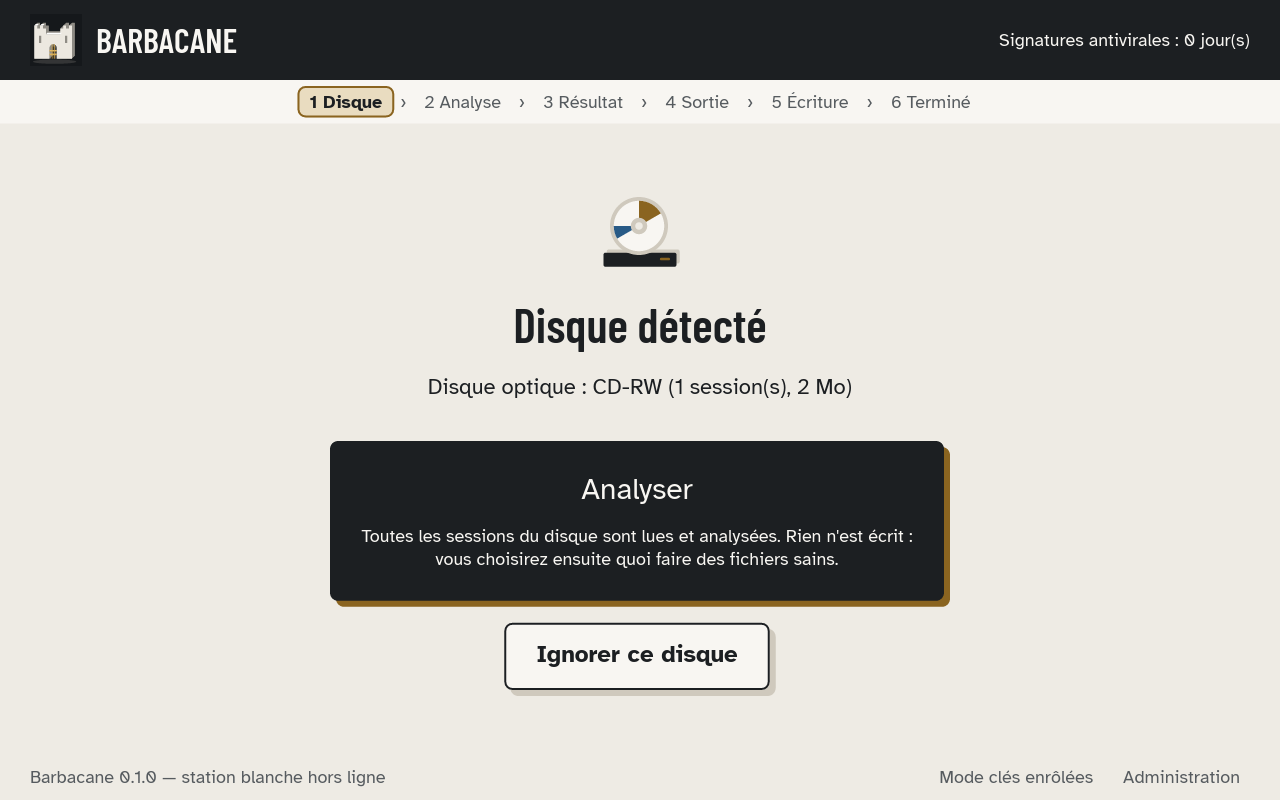 BARBACANE
Signatures antivirales : 0 jour(s)
1 Disque › 2 Analyse › 3 Résultat › 4 Sortie › 5 Écriture › 6 Terminé
Disque détecté
Disque optique : CD-RW (1 session(s), 2 Mo)
Analyser
Toutes les sessions du disque sont lues et analysées. Rien n'est écrit :
vous choisirez ensuite quoi faire des fichiers sains.
Ignorer ce disque
Barbacane 0.1.0 — station blanche hors ligne
Mode clés enrôlées
Administration